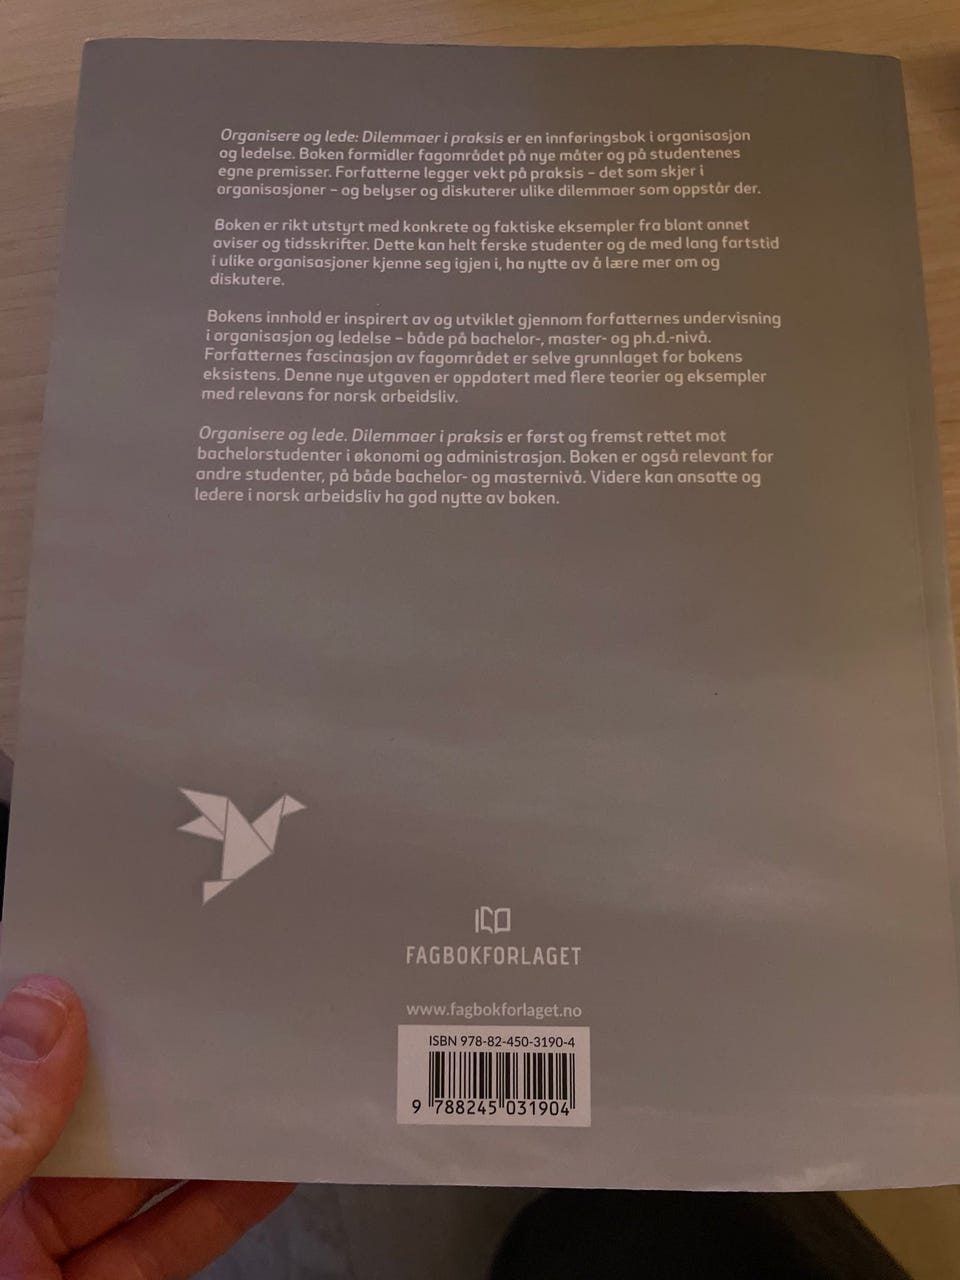 Organisere og lede: Dilemmaer i praksis er en innføringsbok i organisasjon
og ledelse. Boken formidler fagområdet på nye måter og på studentenes
egne premisser. Forfatterne legger vekt på praksis – det som skjer i
organisasjoner – og belyser og diskuterer ulike dilemmaer som oppstår der.
Boken er rikt utstyrt med konkrete og faktiske eksempler fra blant annet
aviser og tidsskrifter. Dette kan helt ferske studenter og de med lang fartstid
i ulike organisasjoner kjenne seg igjen i, ha nytte av å lære mer om og
diskutere.
Bokens innhold er inspirert av og utviklet gjennom forfatternes undervisning
i organisasjon og ledelse – både på bachelor-, master- og ph.d.-nivå.
Forfatternes fascinasjon av fagområdet er selve grunnlaget for bokens
eksistens. Denne nye utgaven er oppdatert med flere teorier og eksempler
med relevans for norsk arbeidsliv.
Organisere og lede. Dilemmaer i praksis er først og fremst rettet mot
bachelorstudenter i økonomi og administrasjon. Boken er også relevant for
andre studenter, på både bachelor- og masternivå. Videre kan ansatte og
ledere i norsk arbeidsliv ha god nytte av boken.
FAGBOKFORLAGET
www.fagbokforlaget.no
ISBN 978-82-450-3190-4
9 788245 031904